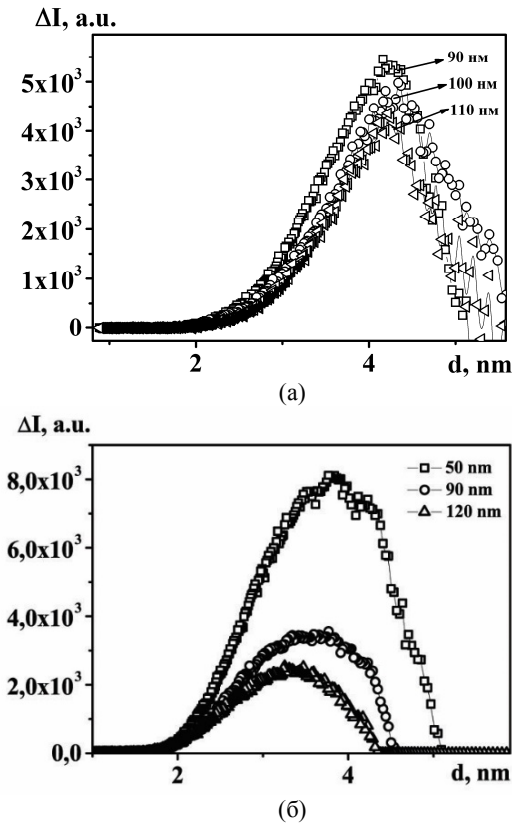 ΔI, a.u.
5x10³
4x10³
3x10³
2x10³
1x10³
0
90 нм
100 нм
110 нм
2
4
d, nm
(а)
ΔI, a.u.
8,0x10³
6,0x10³
4,0x10³
2,0x10³
0,0
50 nm
90 nm
120 nm
2
4
d, nm
(б)